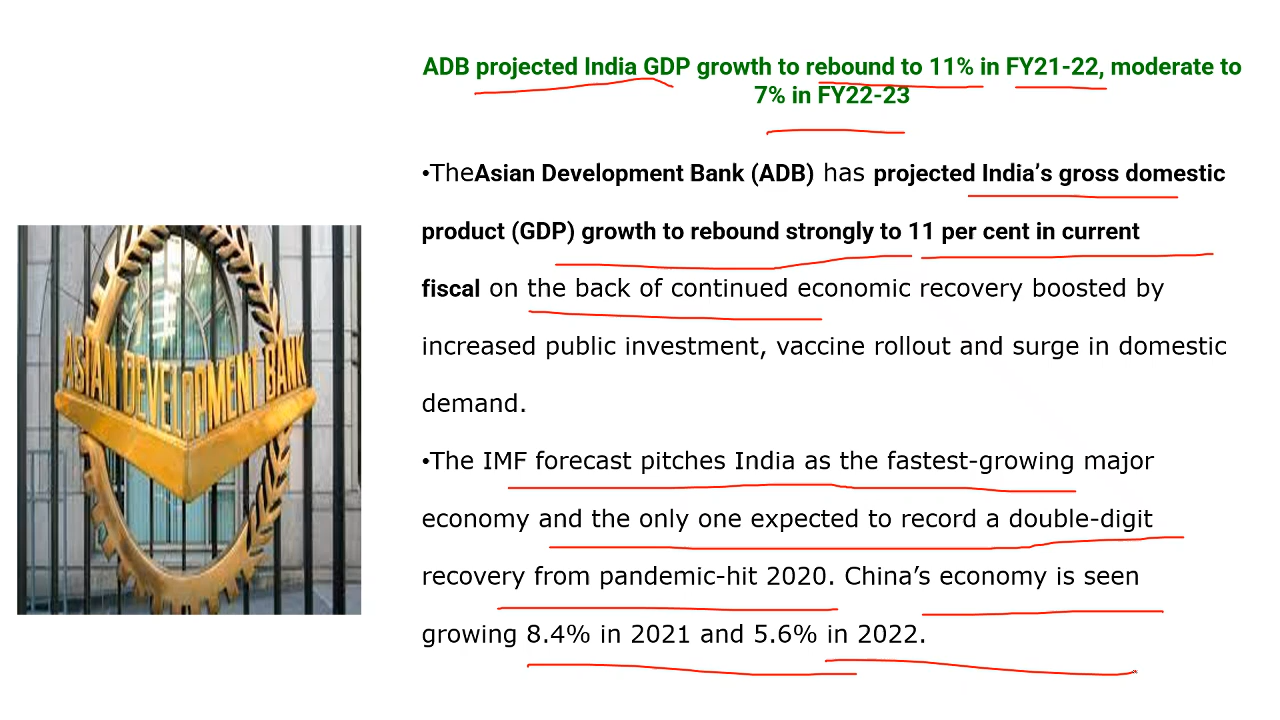 ADB projected India GDP growth to rebound to 11% in FY21-22, moderate to
7% in FY22-23
•TheAsian Development Bank (ADB) has projected India’s gross domestic
product (GDP) growth to rebound strongly to 11 per cent in current
fiscal on the back of continued economic recovery boosted by
increased public investment, vaccine rollout and surge in domestic
demand.
ASIAN DEVELOPMENT BANK
•The IMF forecast pitches India as the fastest-growing major
economy and the only one expected to record a double-digit
recovery from pandemic-hit 2020. China’s economy is seen
growing 8.4% in 2021 and 5.6% in 2022.